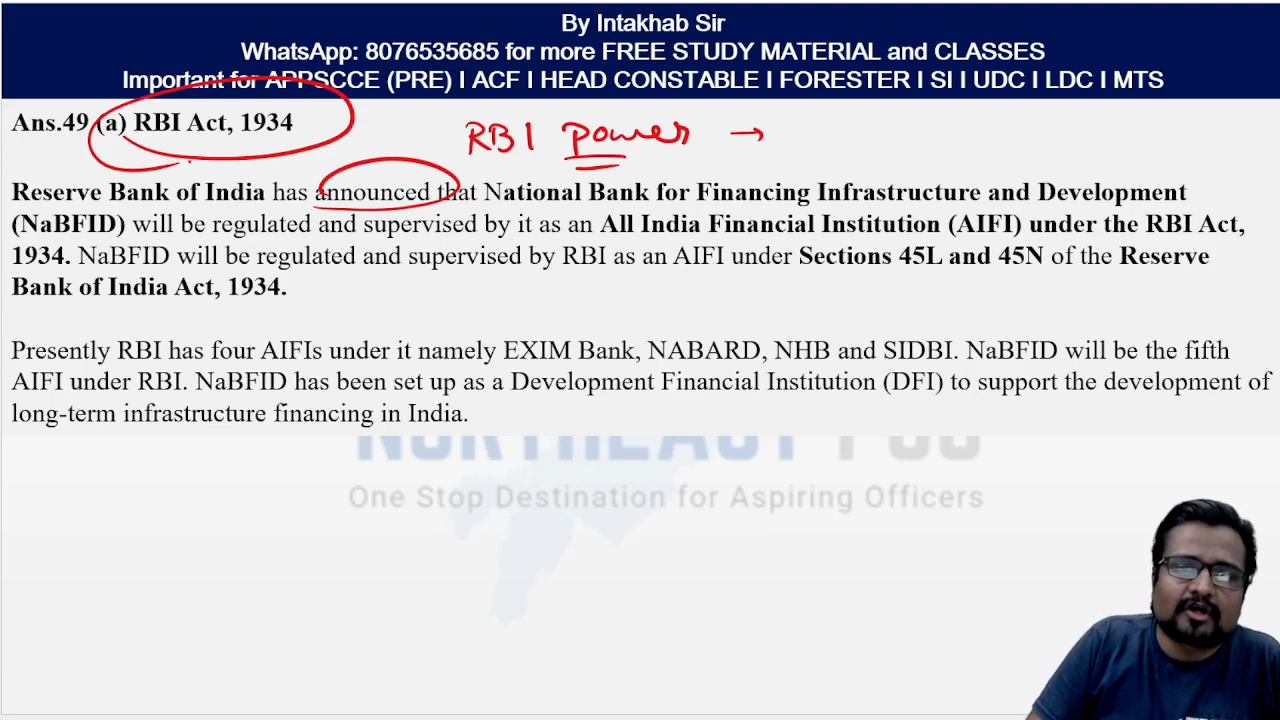 By Intakhab Sir
WhatsApp: 8076535685 for more FREE STUDY MATERIAL and CLASSES
Important for APPSCCE (PRE) I ACF I HEAD CONSTABLE I FORESTER I SI I UDC I LDC I MTS
Ans.49 (a) RBI Act, 1934
RBI power →
Reserve Bank of India has announced that National Bank for Financing Infrastructure and Development
(NaBFID) will be regulated and supervised by it as an All India Financial Institution (AIFI) under the RBI Act,
1934. NaBFID will be regulated and supervised by RBI as an AIFI under Sections 45L and 45N of the Reserve
Bank of India Act, 1934.
Presently RBI has four AIFIs under it namely EXIM Bank, NABARD, NHB and SIDBI. NaBFID will be the fifth
AIFI under RBI. NaBFID has been set up as a Development Financial Institution (DFI) to support the development of
long-term infrastructure financing in India.
One Stop Destination for Aspiring Officers